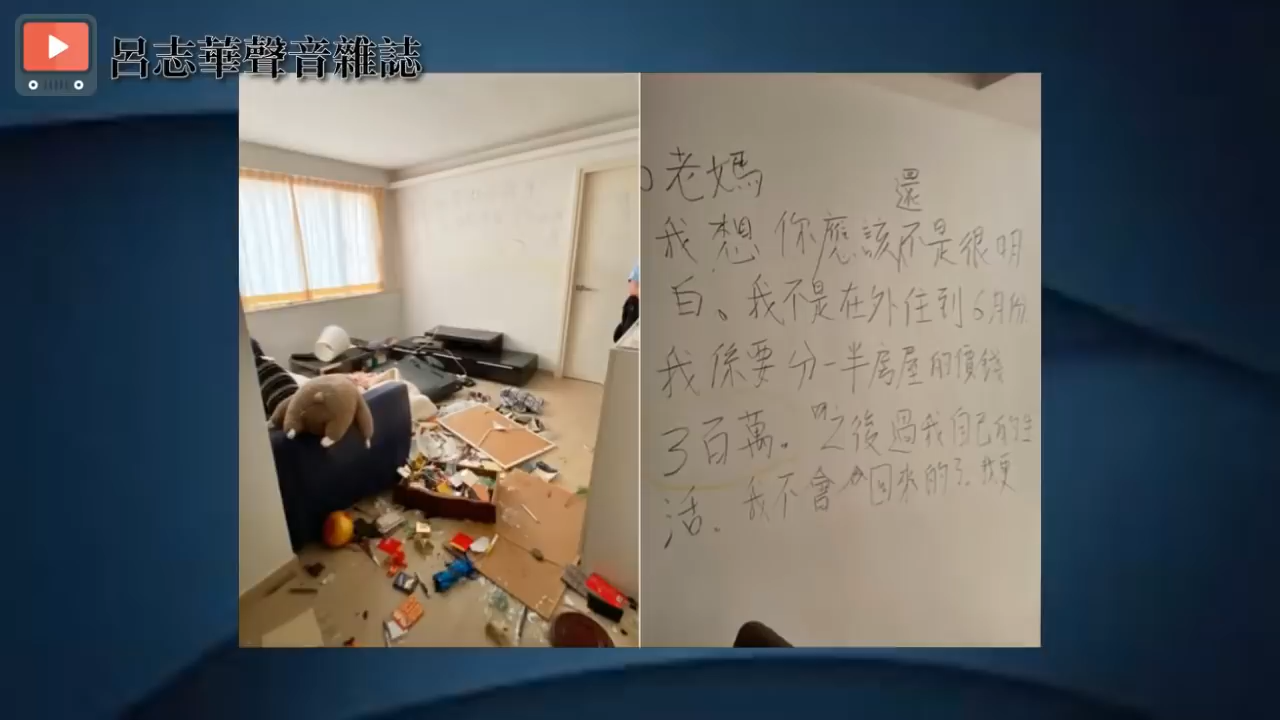 呂志華聲音雜誌
老媽
還
我想你應該不是很明
白、我不是在外住到6月份
我係要分一半房屋的價錢
3百萬。之後過我自己的生
活。我不會回來的了.我更